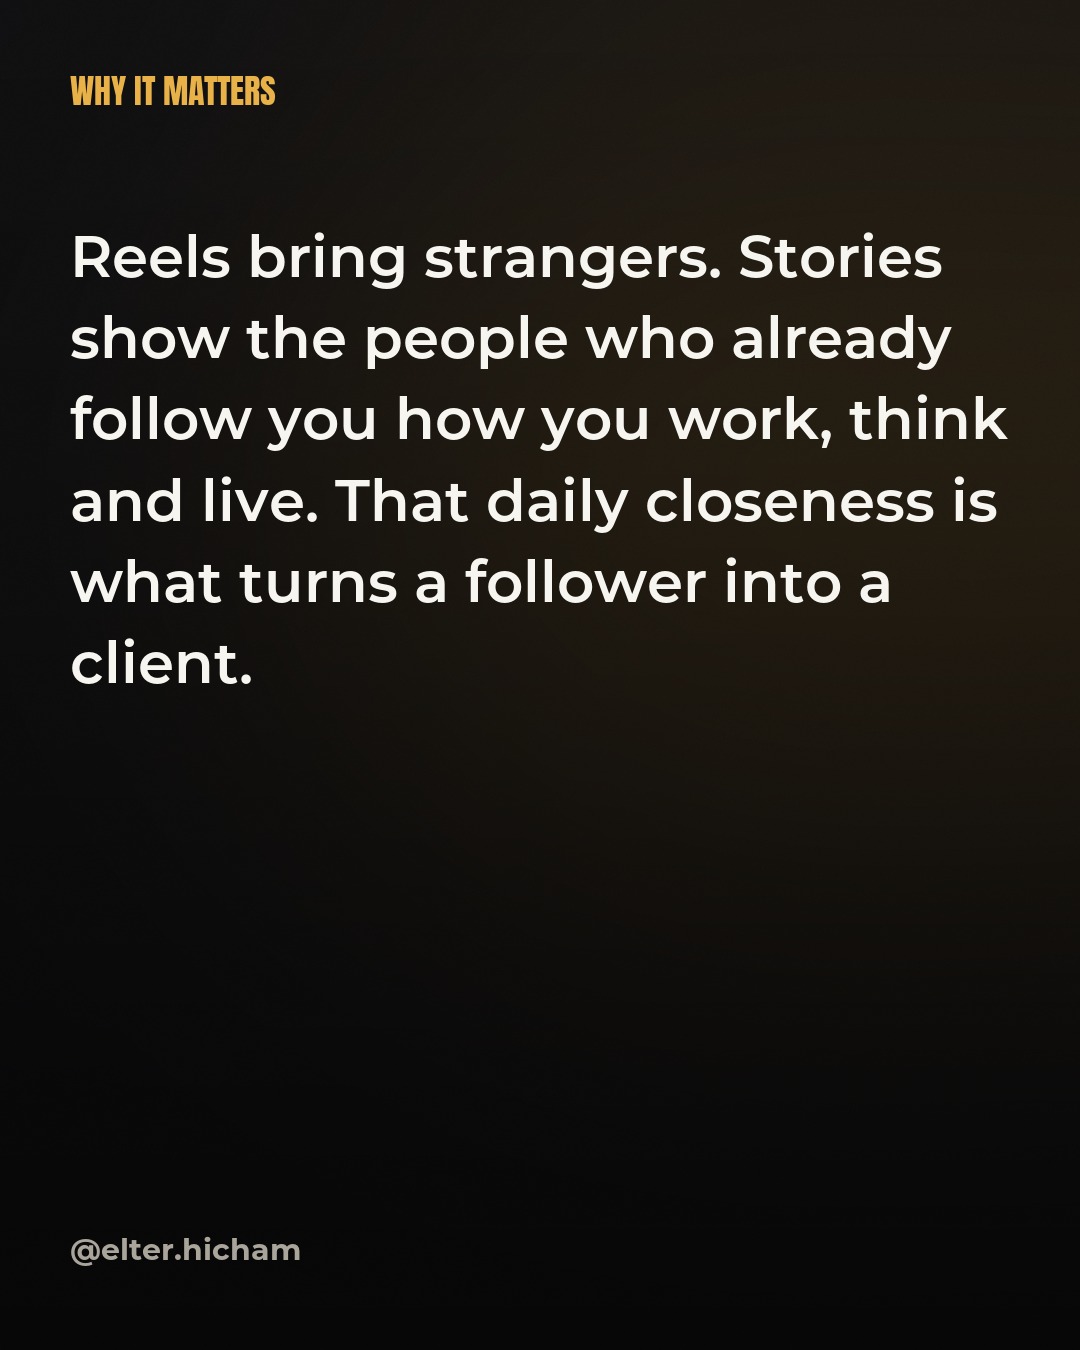 WHY IT MATTERS
Reels bring strangers. Stories
show the people who already
follow you how you work, think
and live. That daily closeness is
what turns a follower into a
client.
@elter.hicham